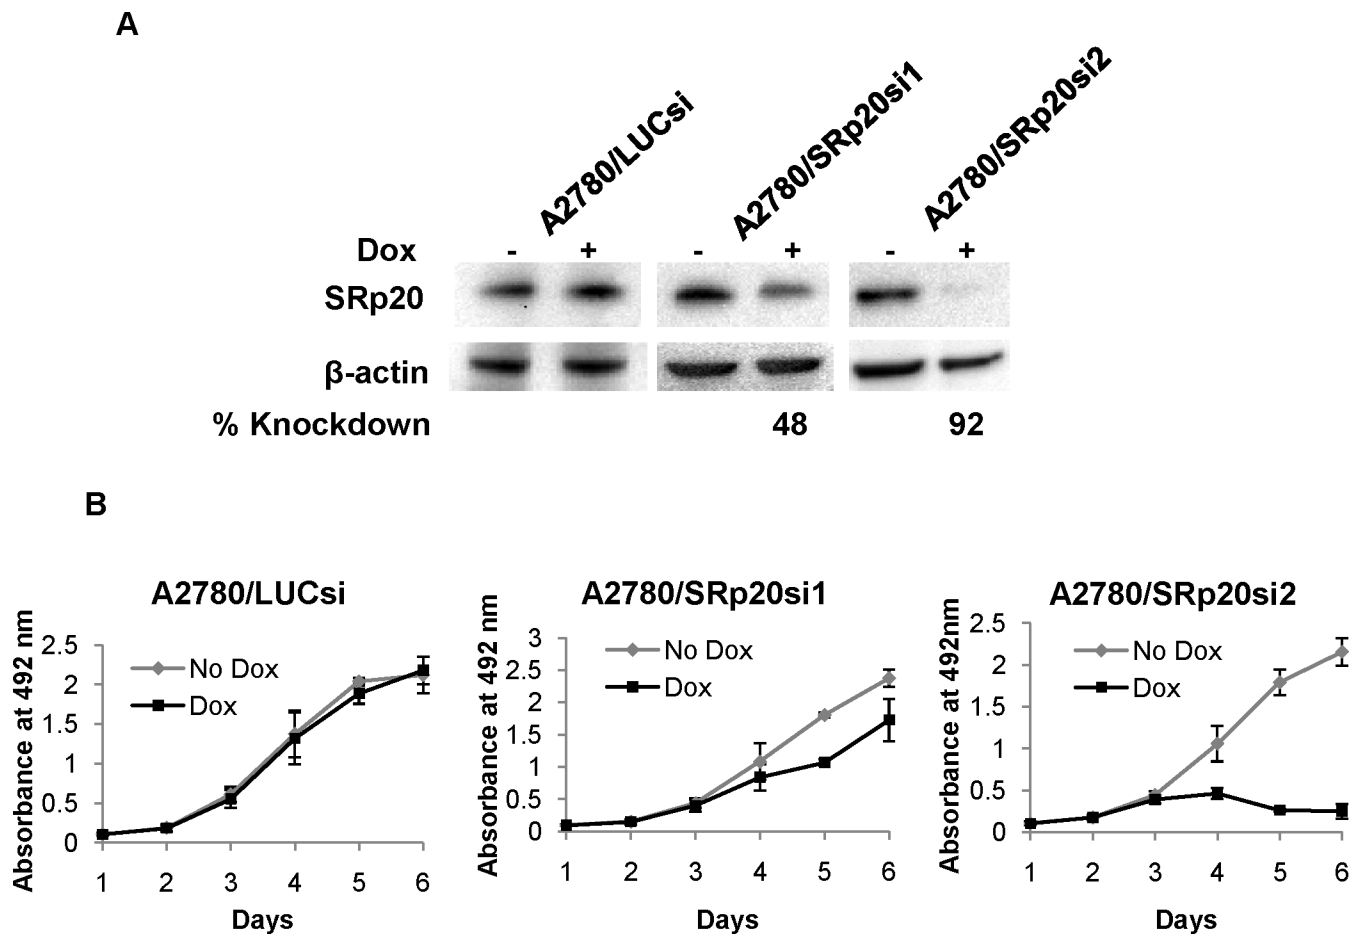 A
A2780/LUCsi
A2780/SRp20si1
A2780/SRp20si2
Dox - + - + - +
SRp20
β-actin
% Knockdown 48 92
B
A2780/LUCsi
Absorbance at 492 nm
2.5
2
1.5
1
0.5
0
No Dox
Dox
1 2 3 4 5 6
Days
A2780/SRp20si1
Absorbance at 492 nm
3
2.5
2
1.5
1
0.5
0
No Dox
Dox
1 2 3 4 5 6
Days
A2780/SRp20si2
Absorbance at 492nm
2.5
2
1.5
1
0.5
0
No Dox
Dox
1 2 3 4 5 6
Days